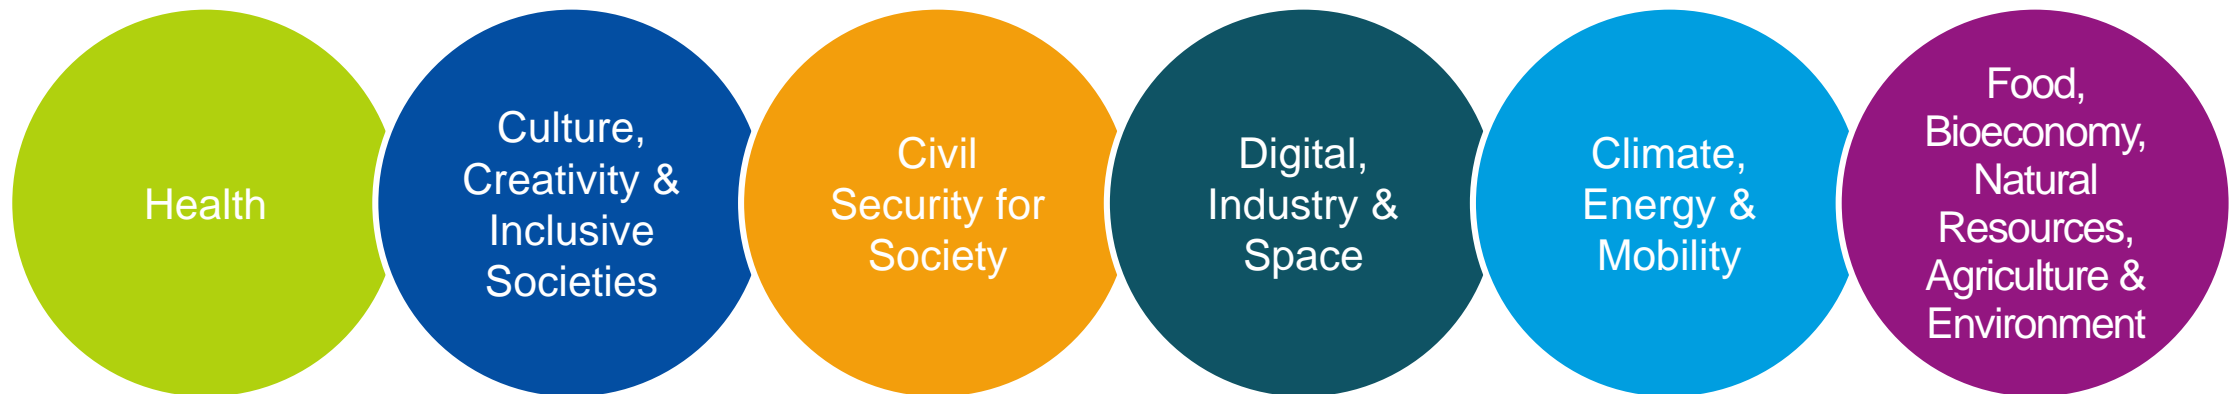 Health
Culture,
Creativity &
Inclusive
Societies
Civil
Security for
Society
Digital,
Industry &
Space
Climate,
Energy &
Mobility
Food,
Bioeconomy,
Natural
Resources,
Agriculture &
Environment